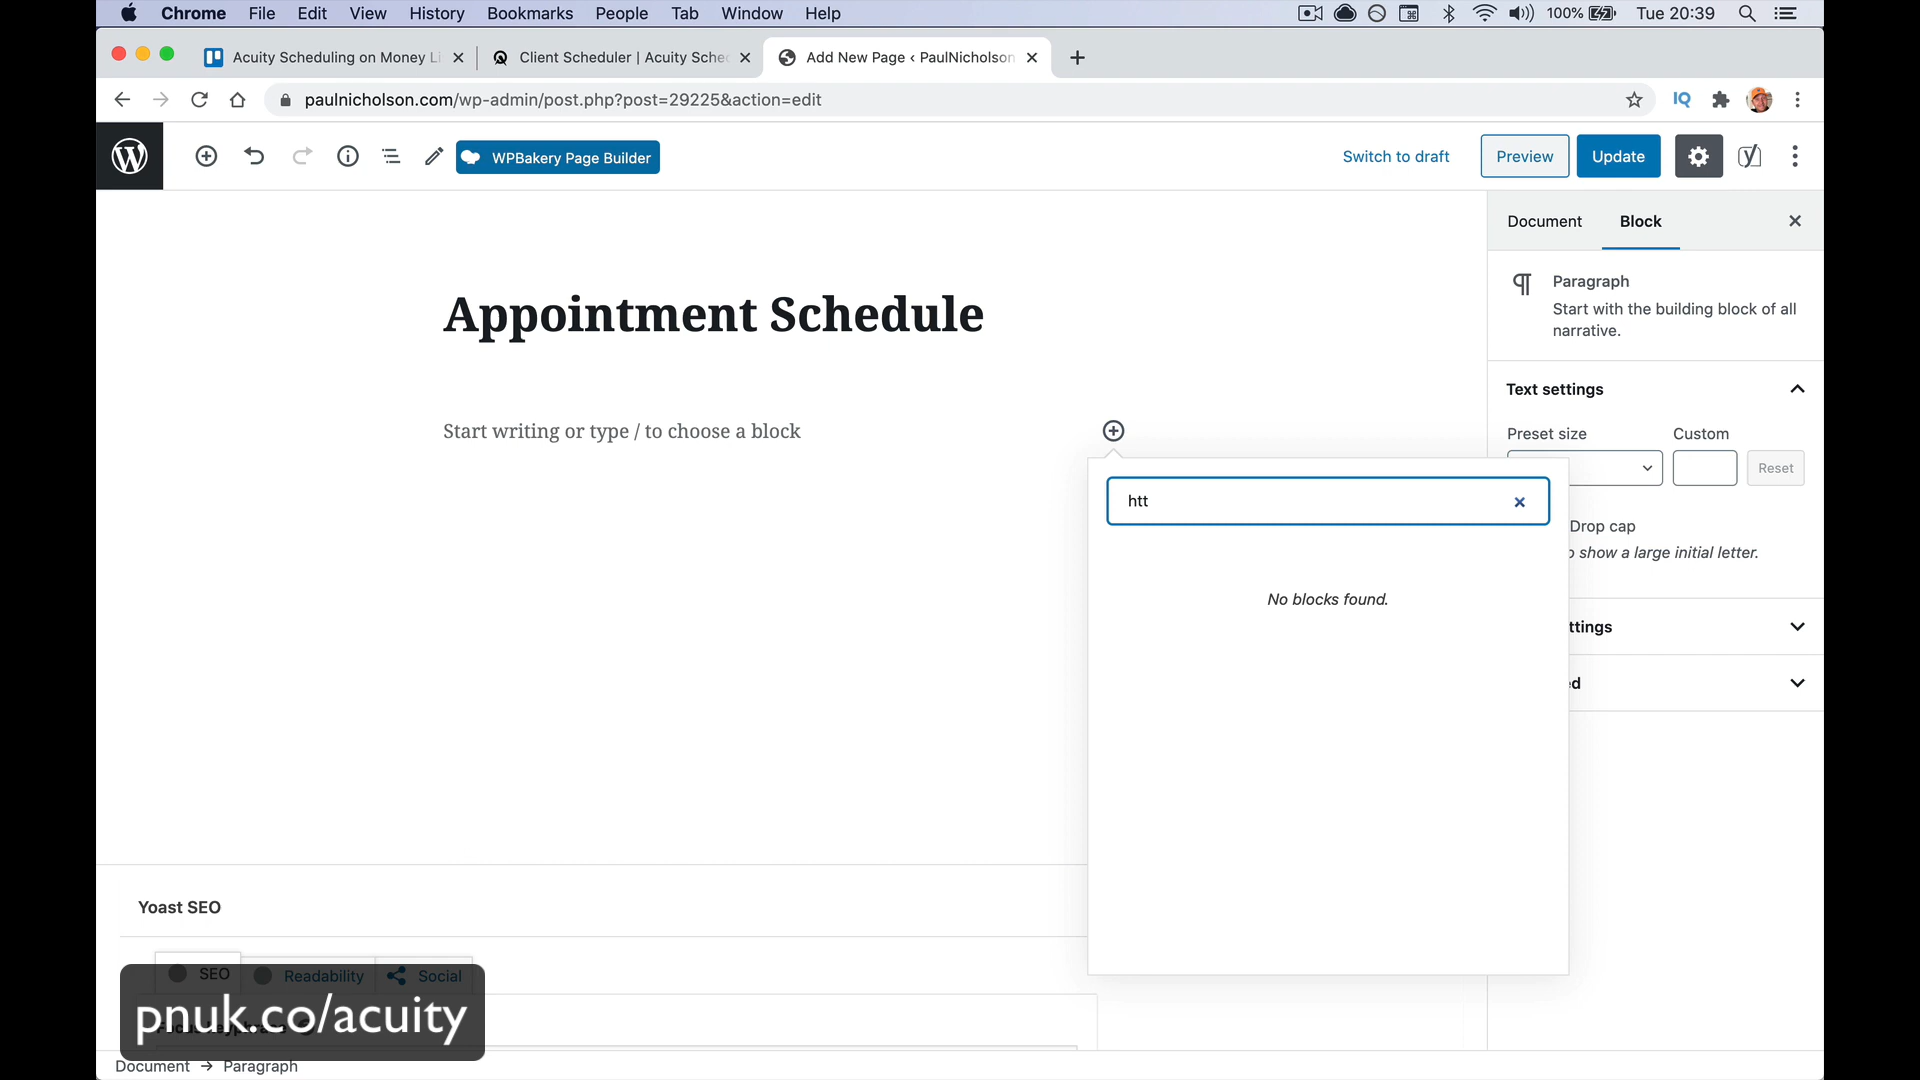 Chrome File Edit View History Bookmarks People Tab Window Help 100% Tue 20:39
Acuity Scheduling on Money Li Client Scheduler | Acuity Sche Add New Page ‹ PaulNicholson
paulnicholson.com/wp-admin/post.php?post=29225&action=edit IQ
WPBakery Page Builder Switch to draft Preview Update
Document Block
Appointment Schedule
Paragraph
Start with the building block of all
narrative.
Text settings
Start writing or type / to choose a block
Preset size Custom
Reset
htt
Drop cap
o show a large initial letter.
No blocks found.
ttings
ed
Yoast SEO
SEO Readability Social
pnuk.co/acuity
Document → Paragraph